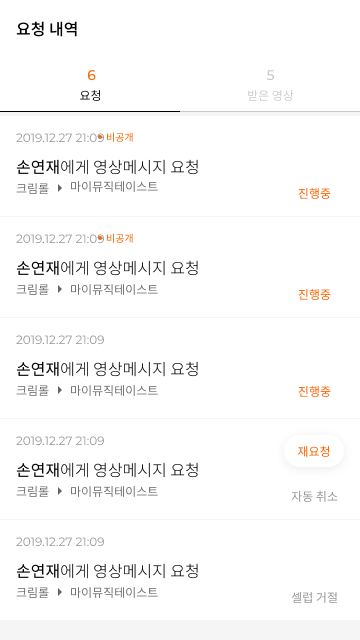 요청 내역
6
5
요청
받은 영상
2019.12.27 21:09 비공개
손연재에게 영상메시지 요청
크림롤 마이뮤직테이스트
진행중
2019.12.27 21:09 비공개
손연재에게 영상메시지 요청
크림롤 마이뮤직테이스트
진행중
2019.12.27 21:09
손연재에게 영상메시지 요청
크림롤 마이뮤직테이스트
진행중
2019.12.27 21:09
재요청
손연재에게 영상메시지 요청
크림롤 마이뮤직테이스트
자동 취소
2019.12.27 21:09
손연재에게 영상메시지 요청
크림롤 마이뮤직테이스트
셀럽 거절